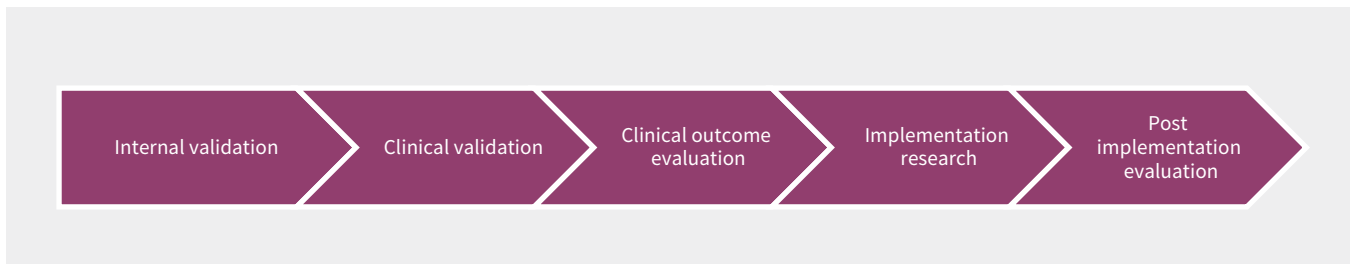 Internal validation
Clinical validation
Clinical outcome
evaluation
Implementation
research
Post
implementation
evaluation